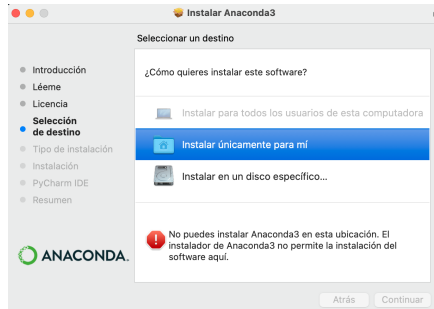 Instalar Anaconda3
Seleccionar un destino
Introducción
Léeme
Licencia
Selección
de destino
Tipo de instalación
Instalación
PyCharm IDE
Resumen
ANACONDA.
¿Cómo quieres instalar este software?
Instalar para todos los usuarios de esta computadora
Instalar únicamente para mí
Instalar en un disco específico...
No puedes instalar Anaconda3 en esta ubicación. El
instalador de Anaconda3 no permite la instalación del
software aquí.
Atrás
Continuar